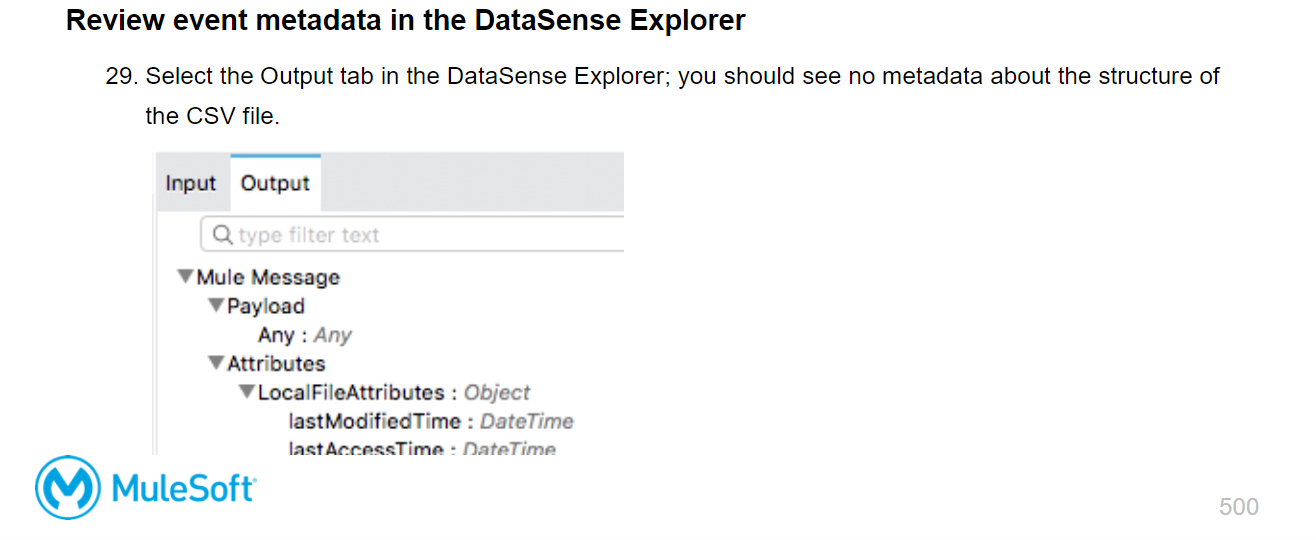 Review event metadata in the DataSense Explorer
29. Select the Output tab in the DataSense Explorer; you should see no metadata about the structure of
the CSV file.
Input Output
type filter text
Mule Message
Payload
Any : Any
Attributes
LocalFileAttributes : Object
lastModifiedTime : DateTime
lastAccessTime : DateTime
MuleSoft
500